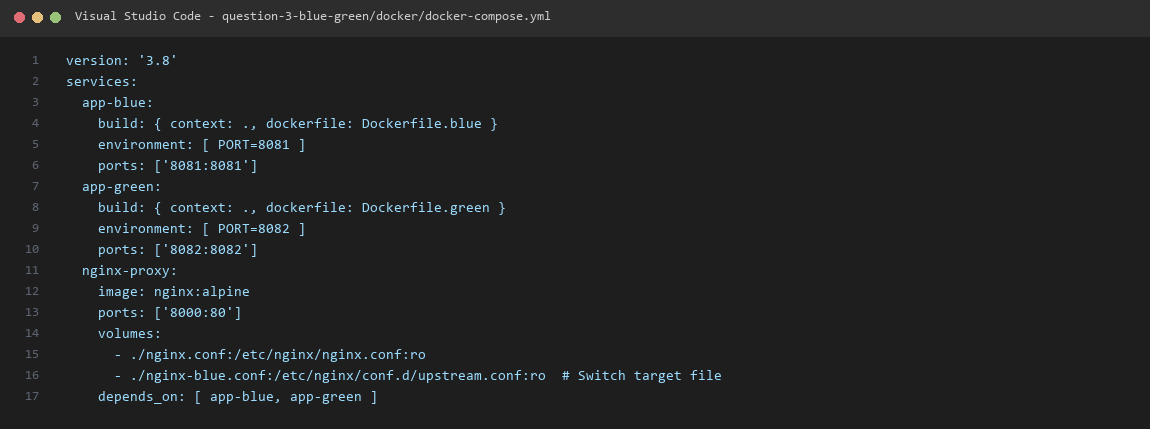 Visual Studio Code - question-3-blue-green/docker/docker-compose.yml
1 version: '3.8'
2 services:
3   app-blue:
4     build: { context: ., dockerfile: Dockerfile.blue }
5     environment: [ PORT=8081 ]
6     ports: ['8081:8081']
7   app-green:
8     build: { context: ., dockerfile: Dockerfile.green }
9     environment: [ PORT=8082 ]
10     ports: ['8082:8082']
11   nginx-proxy:
12     image: nginx:alpine
13     ports: ['8000:80']
14     volumes:
15       - ./nginx.conf:/etc/nginx/nginx.conf:ro
16       - ./nginx-blue.conf:/etc/nginx/conf.d/upstream.conf:ro  # Switch target file
17     depends_on: [ app-blue, app-green ]